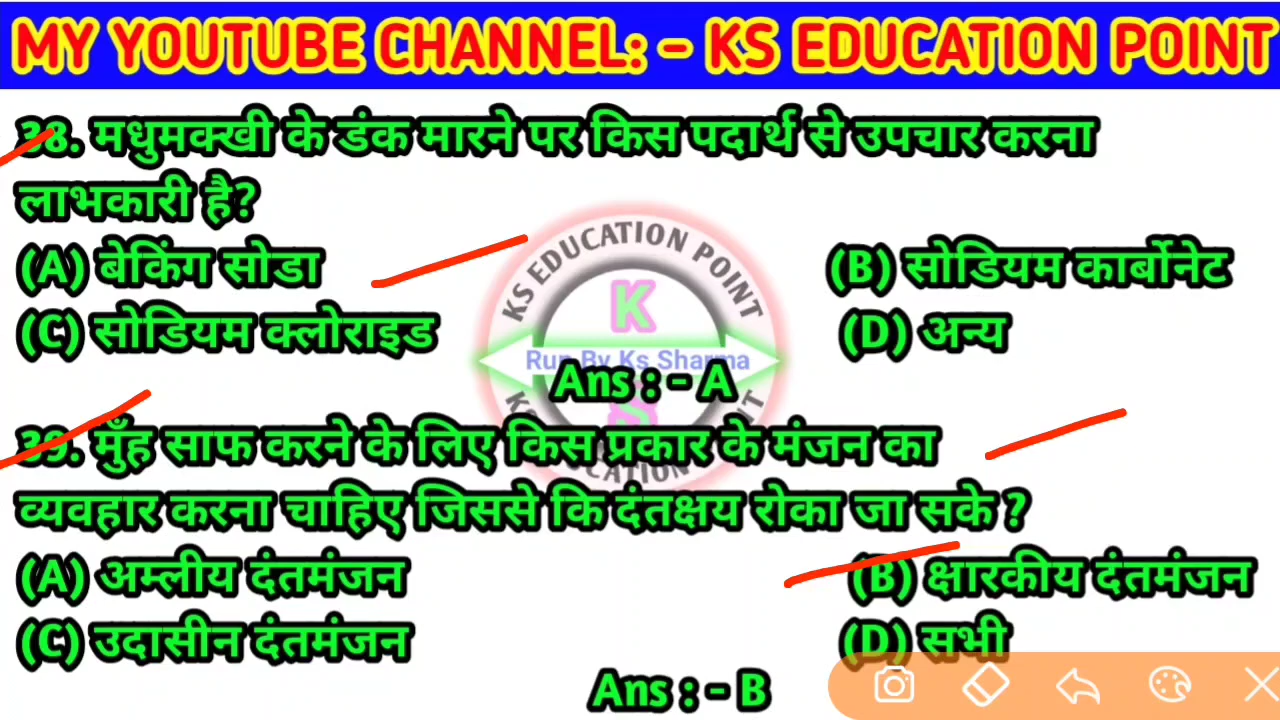 MY YOUTUBE CHANNEL: - KS EDUCATION POINT
38. मधुमक्खी के डंक मारने पर किस पदार्थ से उपचार करना
लाभकारी है?
(A) बेकिंग सोडा (B) सोडियम कार्बोनेट
(C) सोडियम क्लोराइड (D) अन्य
KS EDUCATION POINT
K
Run By Ks Sharma
S
Ans : - A
39. मुँह साफ करने के लिए किस प्रकार के मंजन का
व्यवहार करना चाहिए जिससे कि दंतक्षय रोका जा सके ?
(A) अम्लीय दंतमंजन (B) क्षारकीय दंतमंजन
(C) उदासीन दंतमंजन (D) सभी
Ans : - B